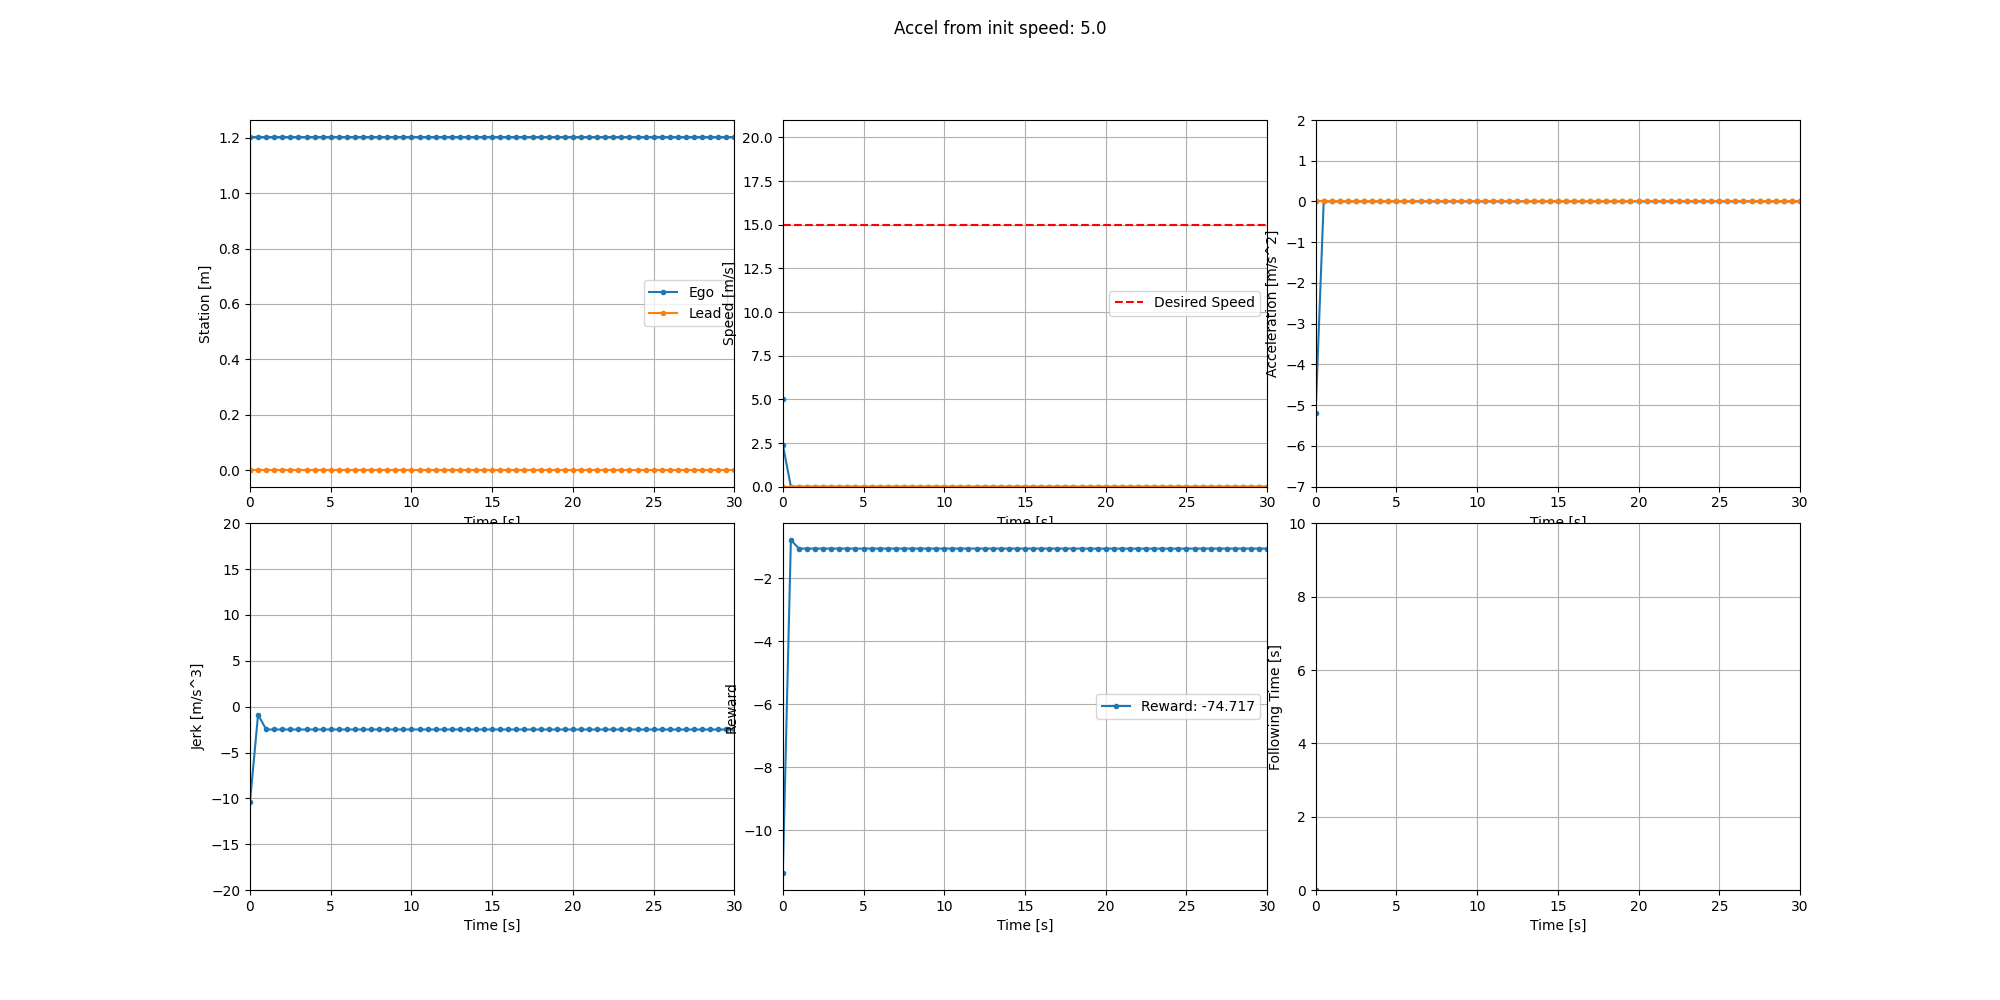 Accel from init speed: 5.0
1.2
1.0
0.8
0.6
0.4
0.2
0.0
Station [m]
Ego
Lead
0 5 10 15 20 25 30
Time [s]
20.0
17.5
15.0
12.5
10.0
7.5
5.0
2.5
0.0
Speed [m/s]
Desired Speed
0 5 10 15 20 25 30
Time [s]
2
1
0
−1
−2
−3
−4
−5
−6
−7
Acceleration [m/s^2]
0 5 10 15 20 25 30
Time [s]
20
15
10
5
0
−5
−10
−15
−20
Jerk [m/s^3]
0 5 10 15 20 25 30
Time [s]
−2
−4
−6
−8
−10
Reward
Reward: -74.717
0 5 10 15 20 25 30
Time [s]
10
8
6
4
2
0
Following Time [s]
0 5 10 15 20 25 30
Time [s]